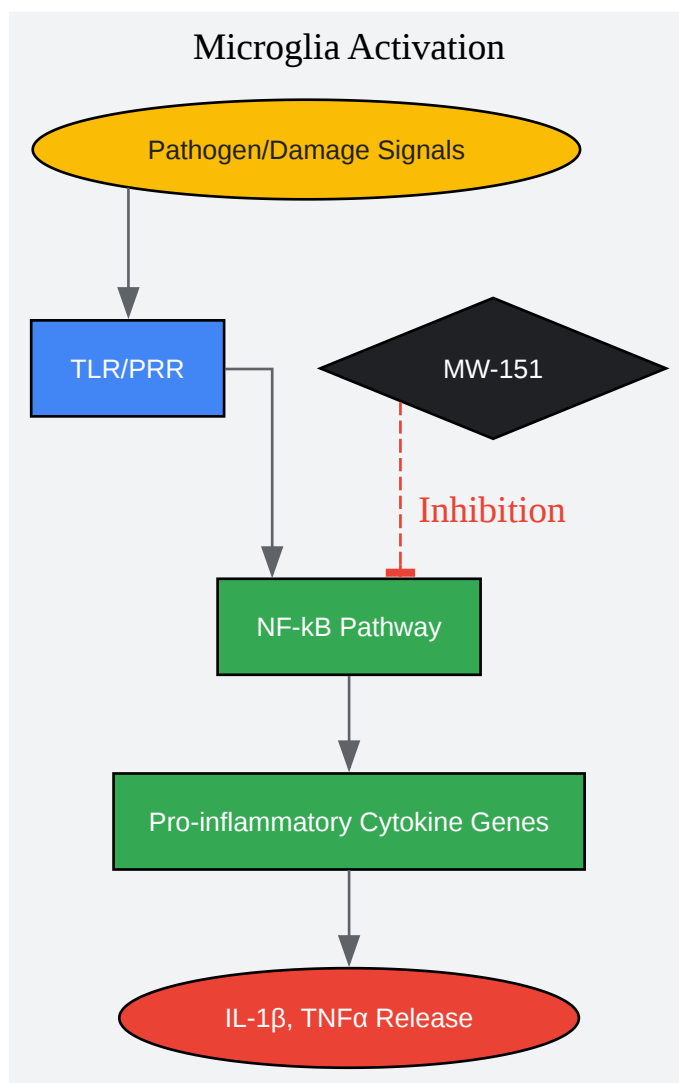 Microglia Activation
Pathogen/Damage Signals
TLR/PRR
MW-151
Inhibition
NF-kB Pathway
Pro-inflammatory Cytokine Genes
IL-1β, TNFα Release